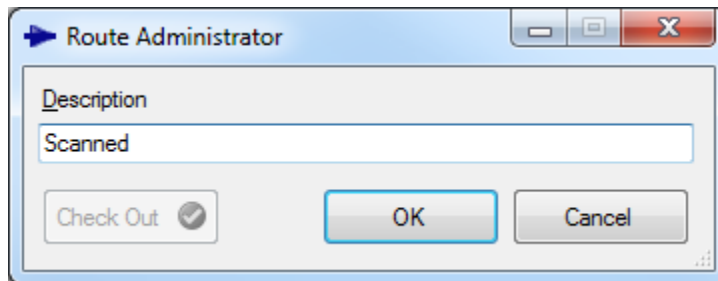 Route Administrator
Description
Scanned
Check Out
OK
Cancel